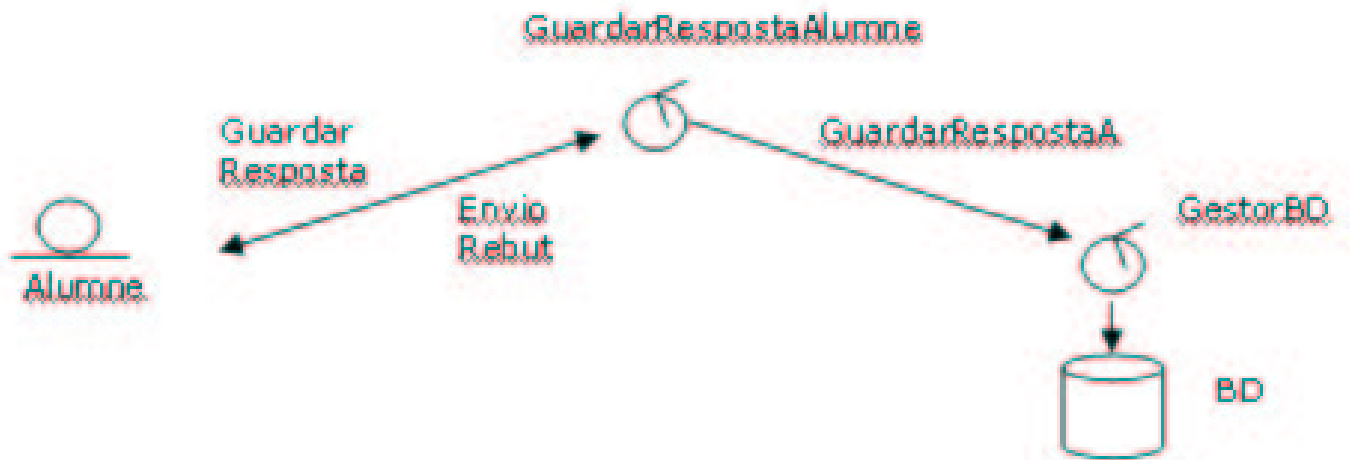 GuardarRespostaAlumne
Guardar
Resposta
GuardarRespostaA
Envio
Rebut
GestorBD
Alumne
BD